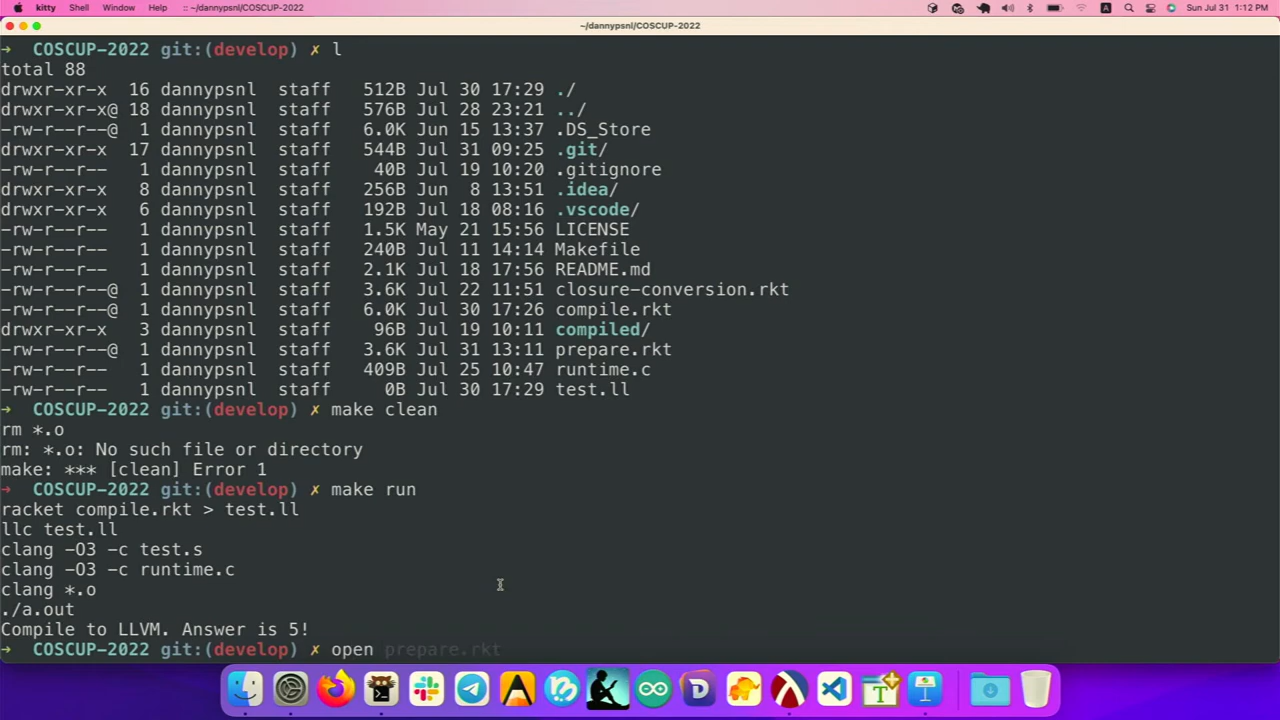 kitty Shell Window Help :: ~/dannypsnl/COSCUP-2022 A Sun Jul 31 1:12 PM
~/dannypsnl/COSCUP-2022
→ COSCUP-2022 git:(develop) ✗ l
total 88
drwxr-xr-x 16 dannypsnl staff 512B Jul 30 17:29 ./
drwxr-xr-x@ 18 dannypsnl staff 576B Jul 28 23:21 ../
-rw-r--r--@ 1 dannypsnl staff 6.0K Jun 15 13:37 .DS_Store
drwxr-xr-x 17 dannypsnl staff 544B Jul 31 09:25 .git/
-rw-r--r-- 1 dannypsnl staff 40B Jul 19 10:20 .gitignore
drwxr-xr-x 8 dannypsnl staff 256B Jun 8 13:51 .idea/
drwxr-xr-x 6 dannypsnl staff 192B Jul 18 08:16 .vscode/
-rw-r--r-- 1 dannypsnl staff 1.5K May 21 15:56 LICENSE
-rw-r--r-- 1 dannypsnl staff 240B Jul 11 14:14 Makefile
-rw-r--r-- 1 dannypsnl staff 2.1K Jul 18 17:56 README.md
-rw-r--r--@ 1 dannypsnl staff 3.6K Jul 22 11:51 closure-conversion.rkt
-rw-r--r--@ 1 dannypsnl staff 6.0K Jul 30 17:26 compile.rkt
drwxr-xr-x 3 dannypsnl staff 96B Jul 19 10:11 compiled/
-rw-r--r--@ 1 dannypsnl staff 3.6K Jul 31 13:11 prepare.rkt
-rw-r--r-- 1 dannypsnl staff 409B Jul 25 10:47 runtime.c
-rw-r--r-- 1 dannypsnl staff 0B Jul 30 17:29 test.ll
→ COSCUP-2022 git:(develop) ✗ make clean
rm *.o
rm: *.o: No such file or directory
make: *** [clean] Error 1
→ COSCUP-2022 git:(develop) ✗ make run
racket compile.rkt > test.ll
llc test.ll
clang -O3 -c test.s
clang -O3 -c runtime.c
clang *.o
./a.out
Compile to LLVM. Answer is 5!
→ COSCUP-2022 git:(develop) ✗ open prepare.rkt